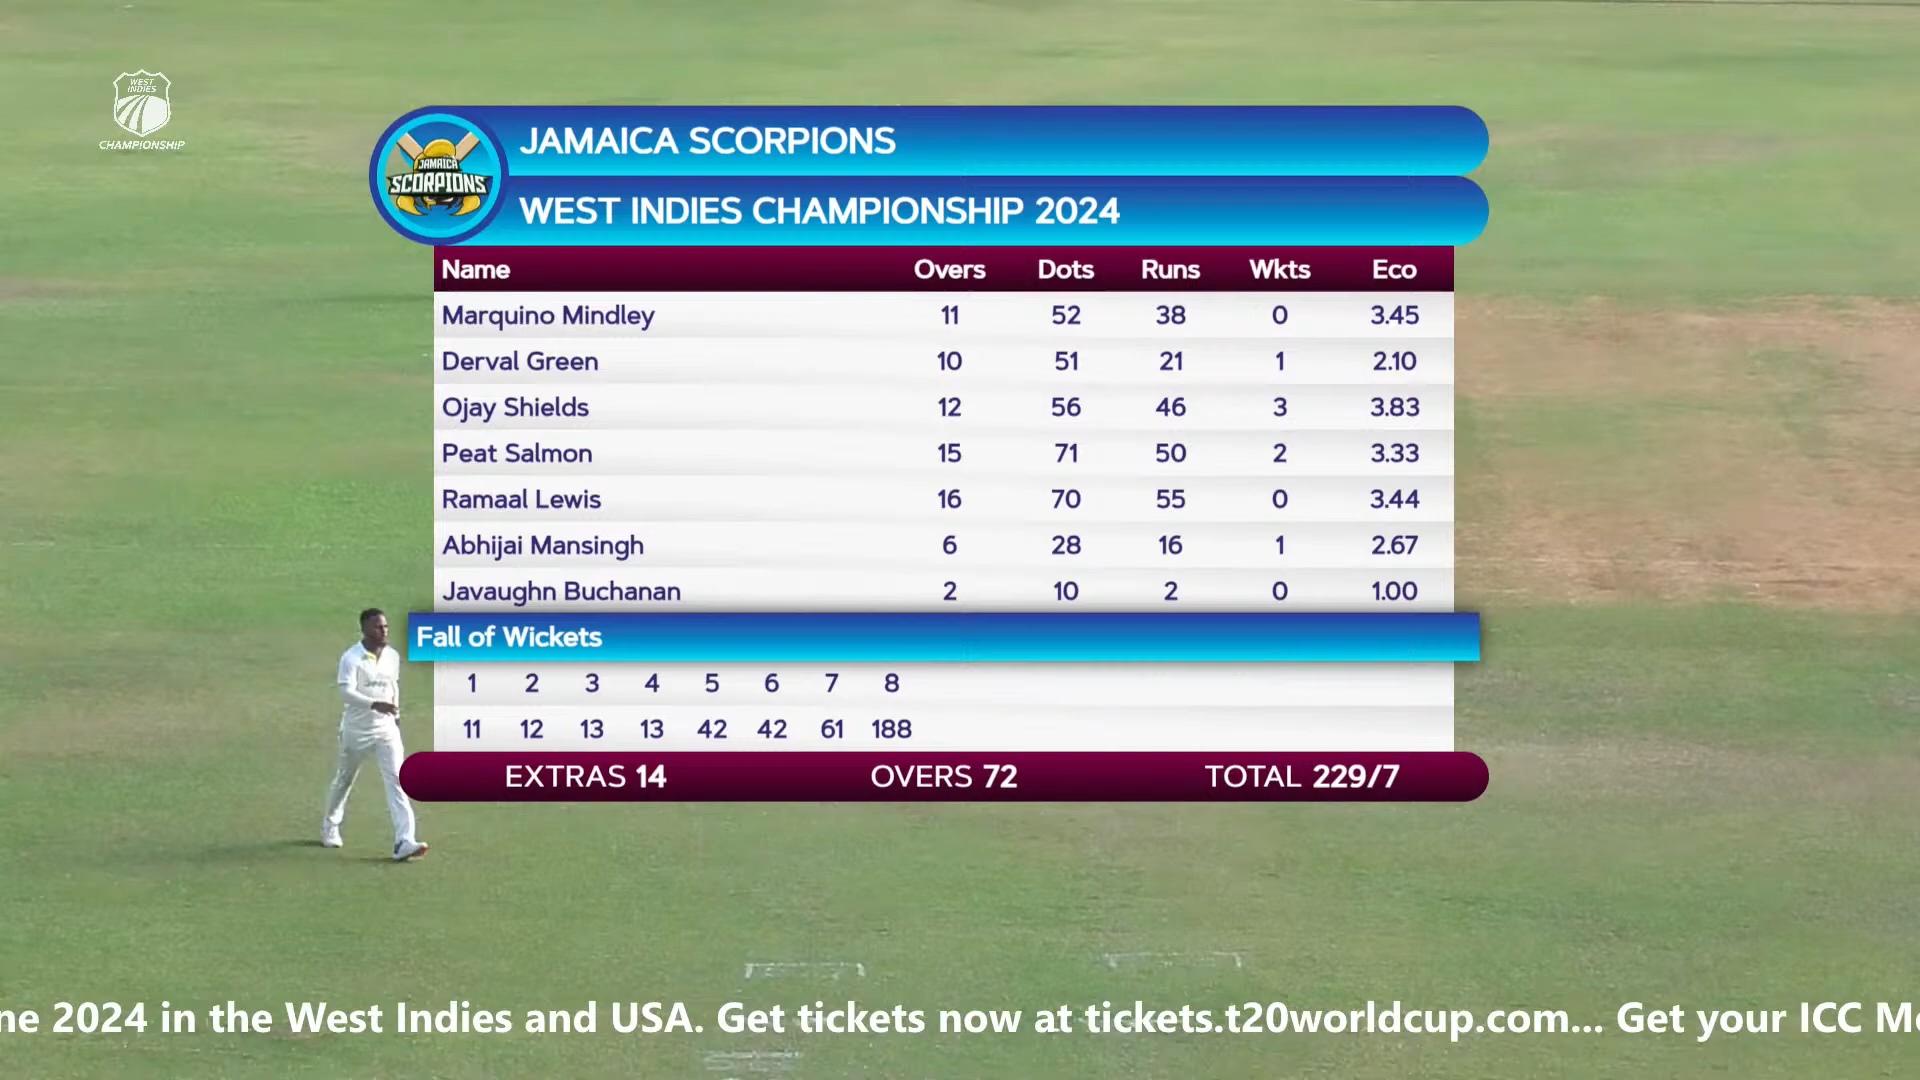 WEST
INDIES
CHAMPIONSHIP
JAMAICA
SCORPIONS
JAMAICA SCORPIONS
WEST INDIES CHAMPIONSHIP 2024
Name Overs Dots Runs Wkts Eco
Marquino Mindley 11 52 38 0 3.45
Derval Green 10 51 21 1 2.10
Ojay Shields 12 56 46 3 3.83
Peat Salmon 15 71 50 2 3.33
Ramaal Lewis 16 70 55 0 3.44
Abhijai Mansingh 6 28 16 1 2.67
Javaughn Buchanan 2 10 2 0 1.00
Fall of Wickets
1 2 3 4 5 6 7 8
11 12 13 13 42 42 61 188
EXTRAS 14 OVERS 72 TOTAL 229/7
ne 2024 in the West Indies and USA. Get tickets now at tickets.t20worldcup.com... Get your ICC M